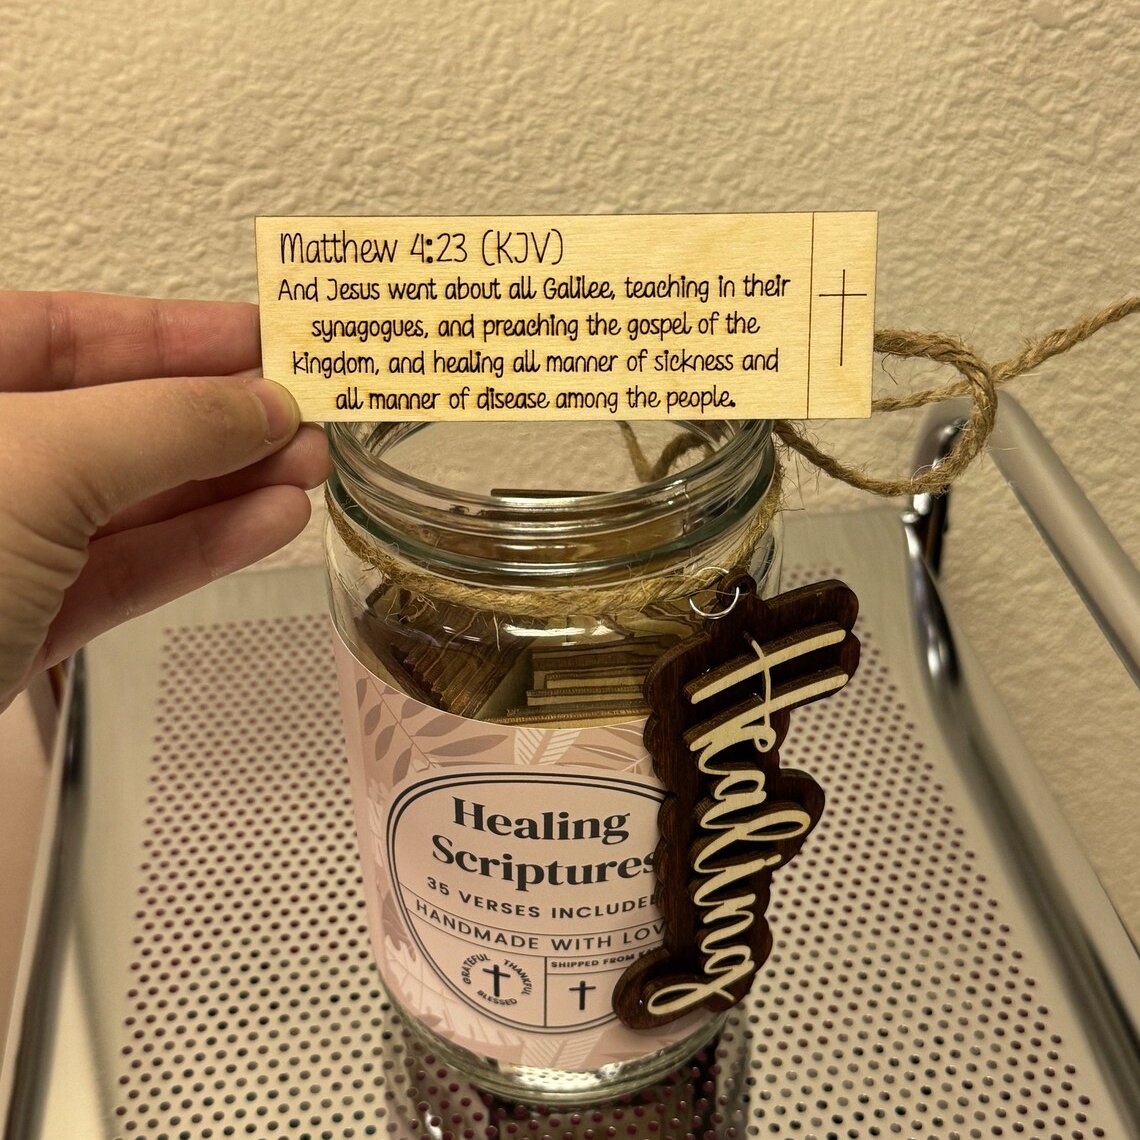 Matthew 4:23 (KJV)
And Jesus went about all Galilee, teaching in their
synagogues, and preaching the gospel of the
kingdom, and healing all manner of sickness and
all manner of disease among the people.
Healing
Healing
Scriptures
35 VERSES INCLUDED
HANDMADE WITH LOVE
GRATEFUL THANKFUL
BLESSED
SHIPPED FROM